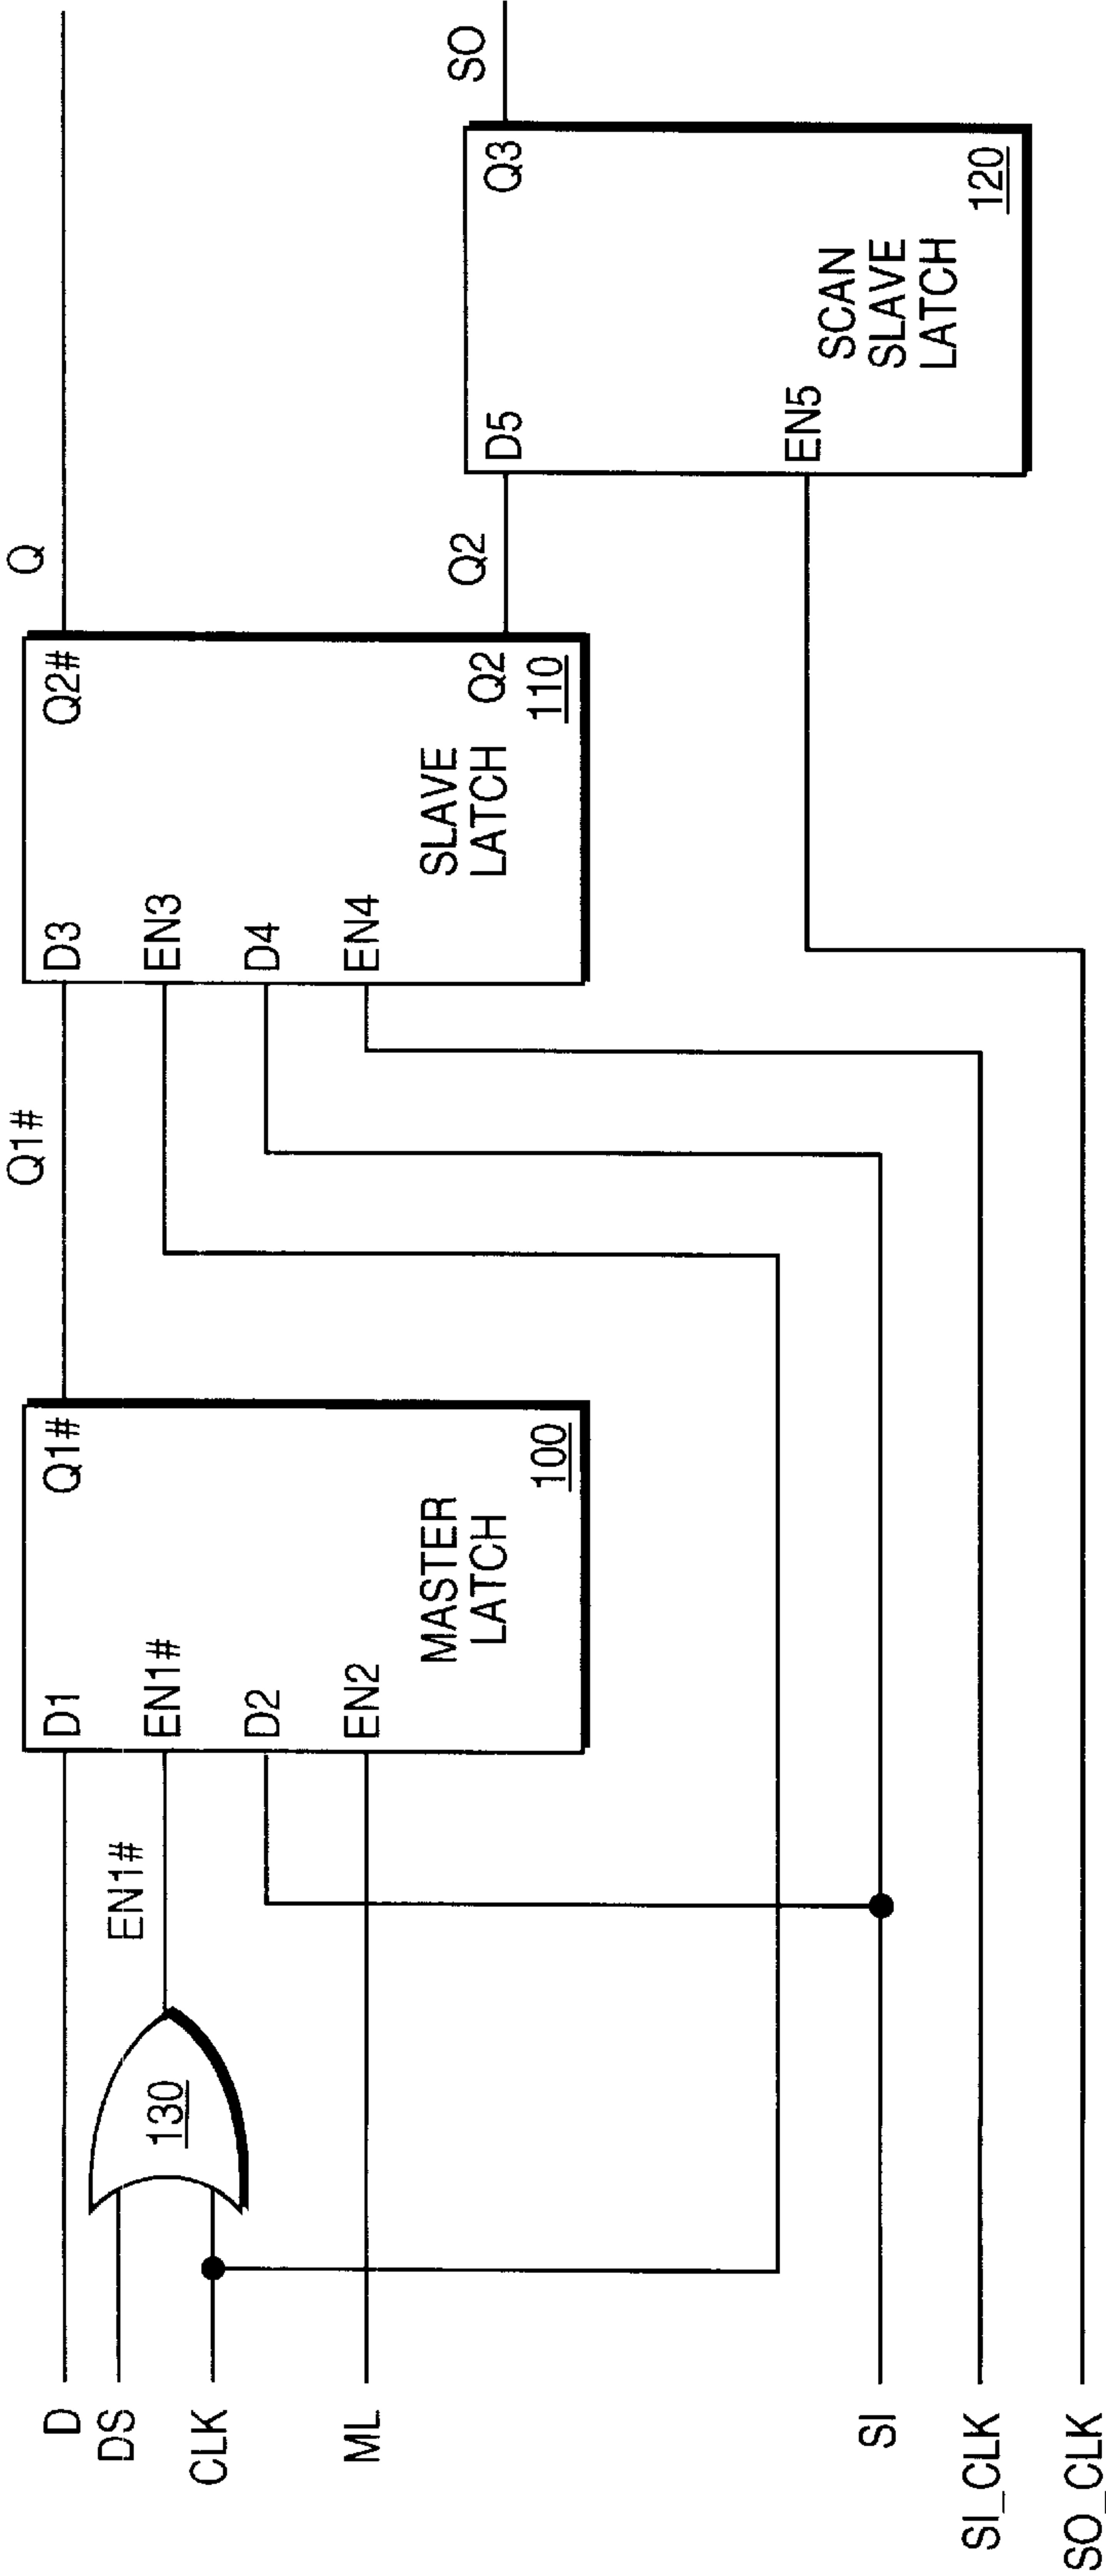 D
DS
CLK
ML
SI
SI_CLK
SO_CLK
130
EN1#
D1
EN1#
D2
EN2
Q1#
MASTER
LATCH
100
Q1#
D3
EN3
D4
EN4
Q2#
SLAVE
LATCH
Q2
110
Q
Q2
D5
EN5
Q3
SCAN
SLAVE
LATCH
120
SO